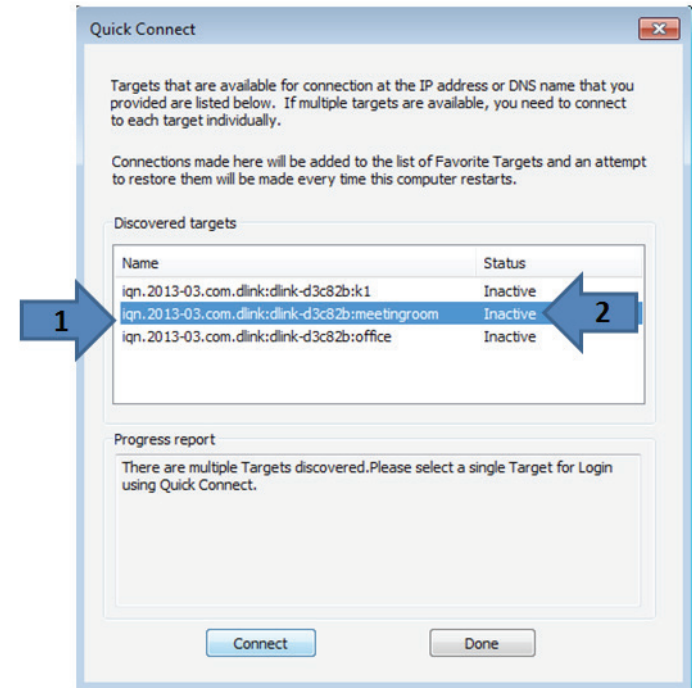 Quick Connect
Targets that are available for connection at the IP address or DNS name that you
provided are listed below. If multiple targets are available, you need to connect
to each target individually.
Connections made here will be added to the list of Favorite Targets and an attempt
to restore them will be made every time this computer restarts.
Discovered targets
Name Status
iqn.2013-03.com.dlink:dlink-d3c82b:k1 Inactive
1 iqn.2013-03.com.dlink:dlink-d3c82b:meetingroom Inactive 2
iqn.2013-03.com.dlink:dlink-d3c82b:office Inactive
Progress report
There are multiple Targets discovered.Please select a single Target for Login
using Quick Connect.
Connect Done